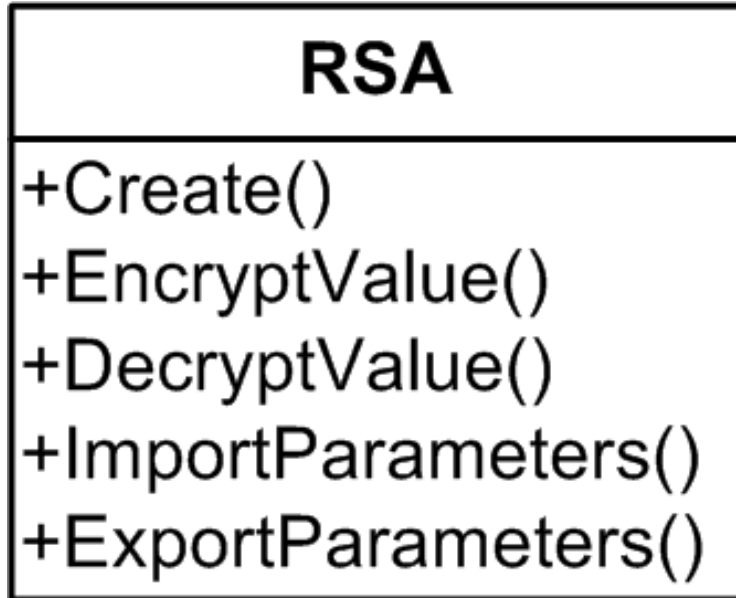 RSA
+Create()
+EncryptValue()
+DecryptValue()
+ImportParameters()
+ExportParameters()